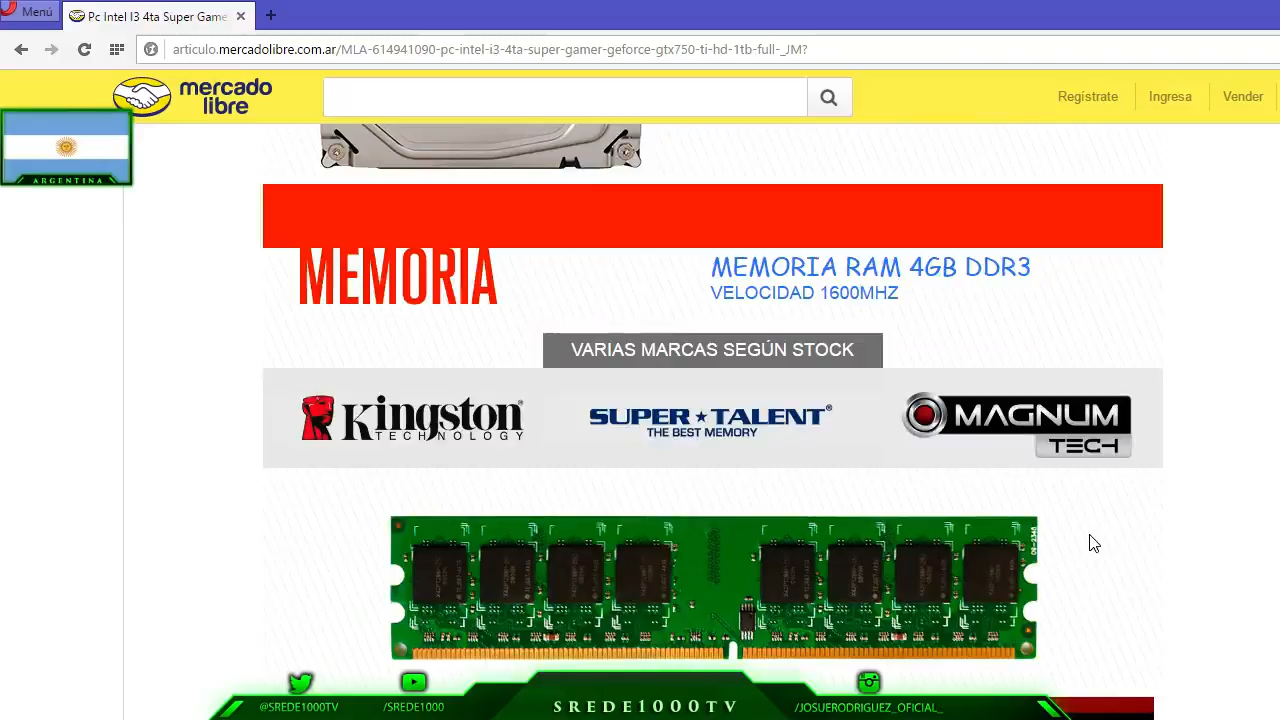 Menú
Pc Intel I3 4ta Super Game
articulo.mercadolibre.com.ar/MLA-614941090-pc-intel-i3-4ta-super-gamer-geforce-gtx750-ti-hd-1tb-full-_JM?
mercado
libre
Regístrate
Ingresa
Vender
ARGENTINA
MEMORIA
MEMORIA RAM 4GB DDR3
VELOCIDAD 1600MHZ
VARIAS MARCAS SEGÚN STOCK
Kingston®
TECHNOLOGY
SUPER★TALENT®
THE BEST MEMORY
MAGNUM
TECH
@SREDE1000TV
/SREDE1000
SREDE1000TV
/JOSUERODRIGUEZ_OFICIAL_